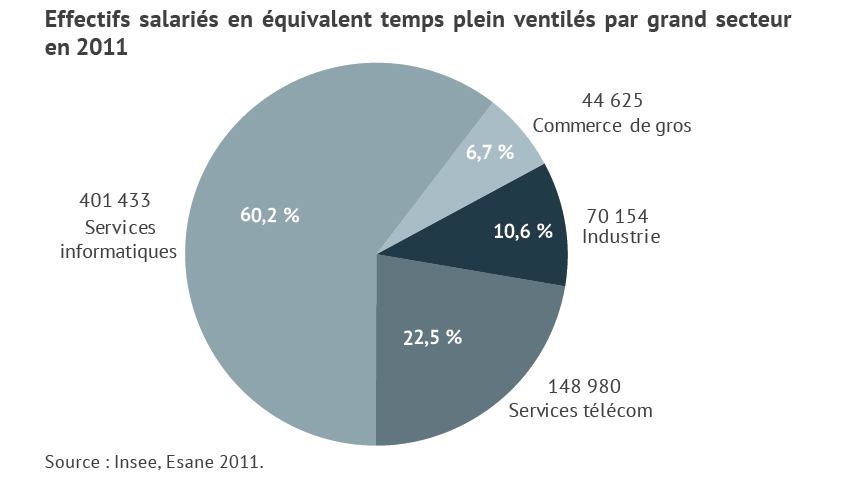 Effectifs salariés en équivalent temps plein ventilés par grand secteur
en 2011
44 625
Commerce de gros
6,7 %
401 433
Services
informatiques
60,2 %
10,6 %
70 154
Industrie
22,5 %
148 980
Services télécom
Source : Insee, Esane 2011.